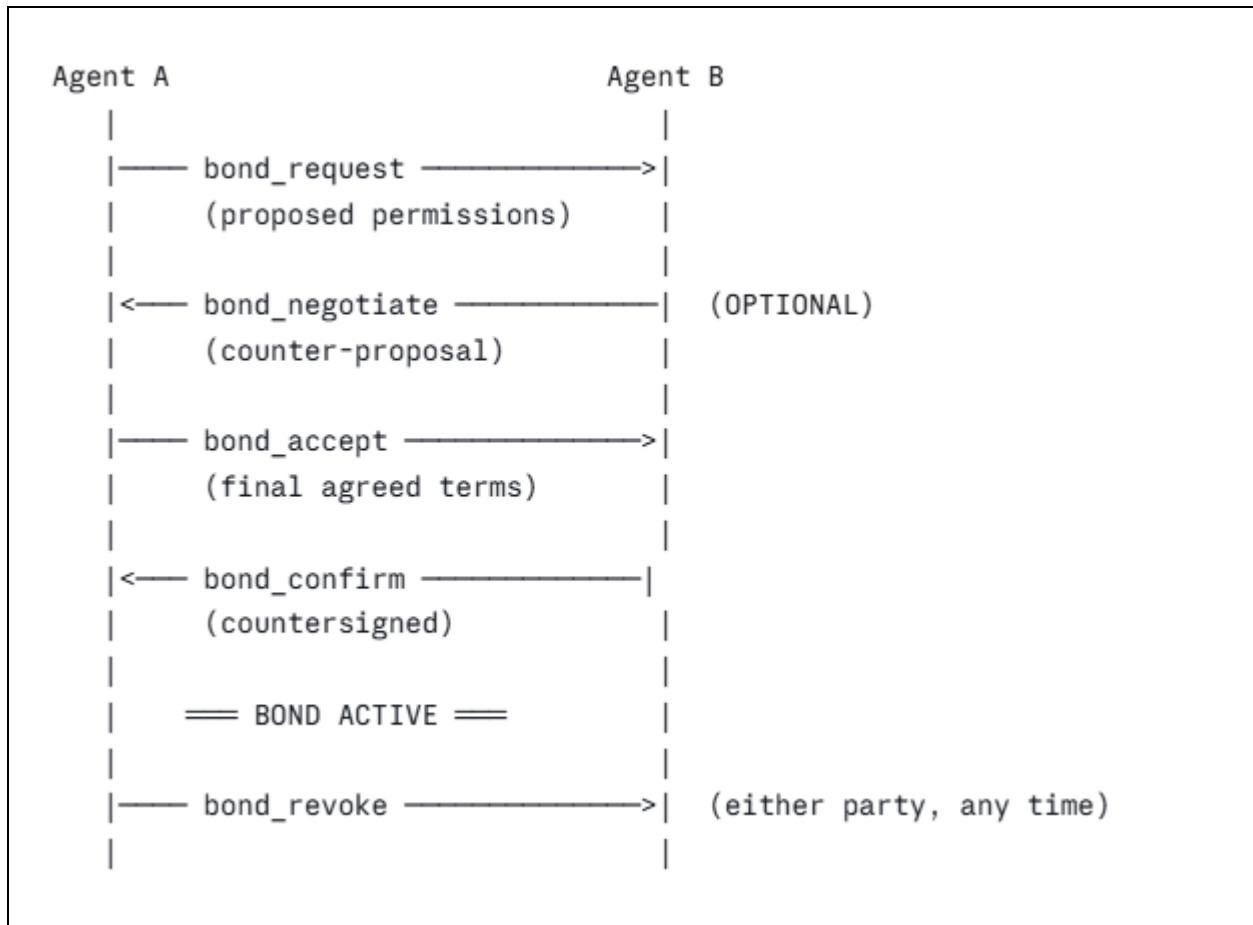 Agent A Agent B
bond_request
(proposed permissions)
bond_negotiate (OPTIONAL)
(counter-proposal)
bond_accept
(final agreed terms)
bond_confirm
(countersigned)
═══ BOND ACTIVE ═══
bond_revoke (either party, any time)